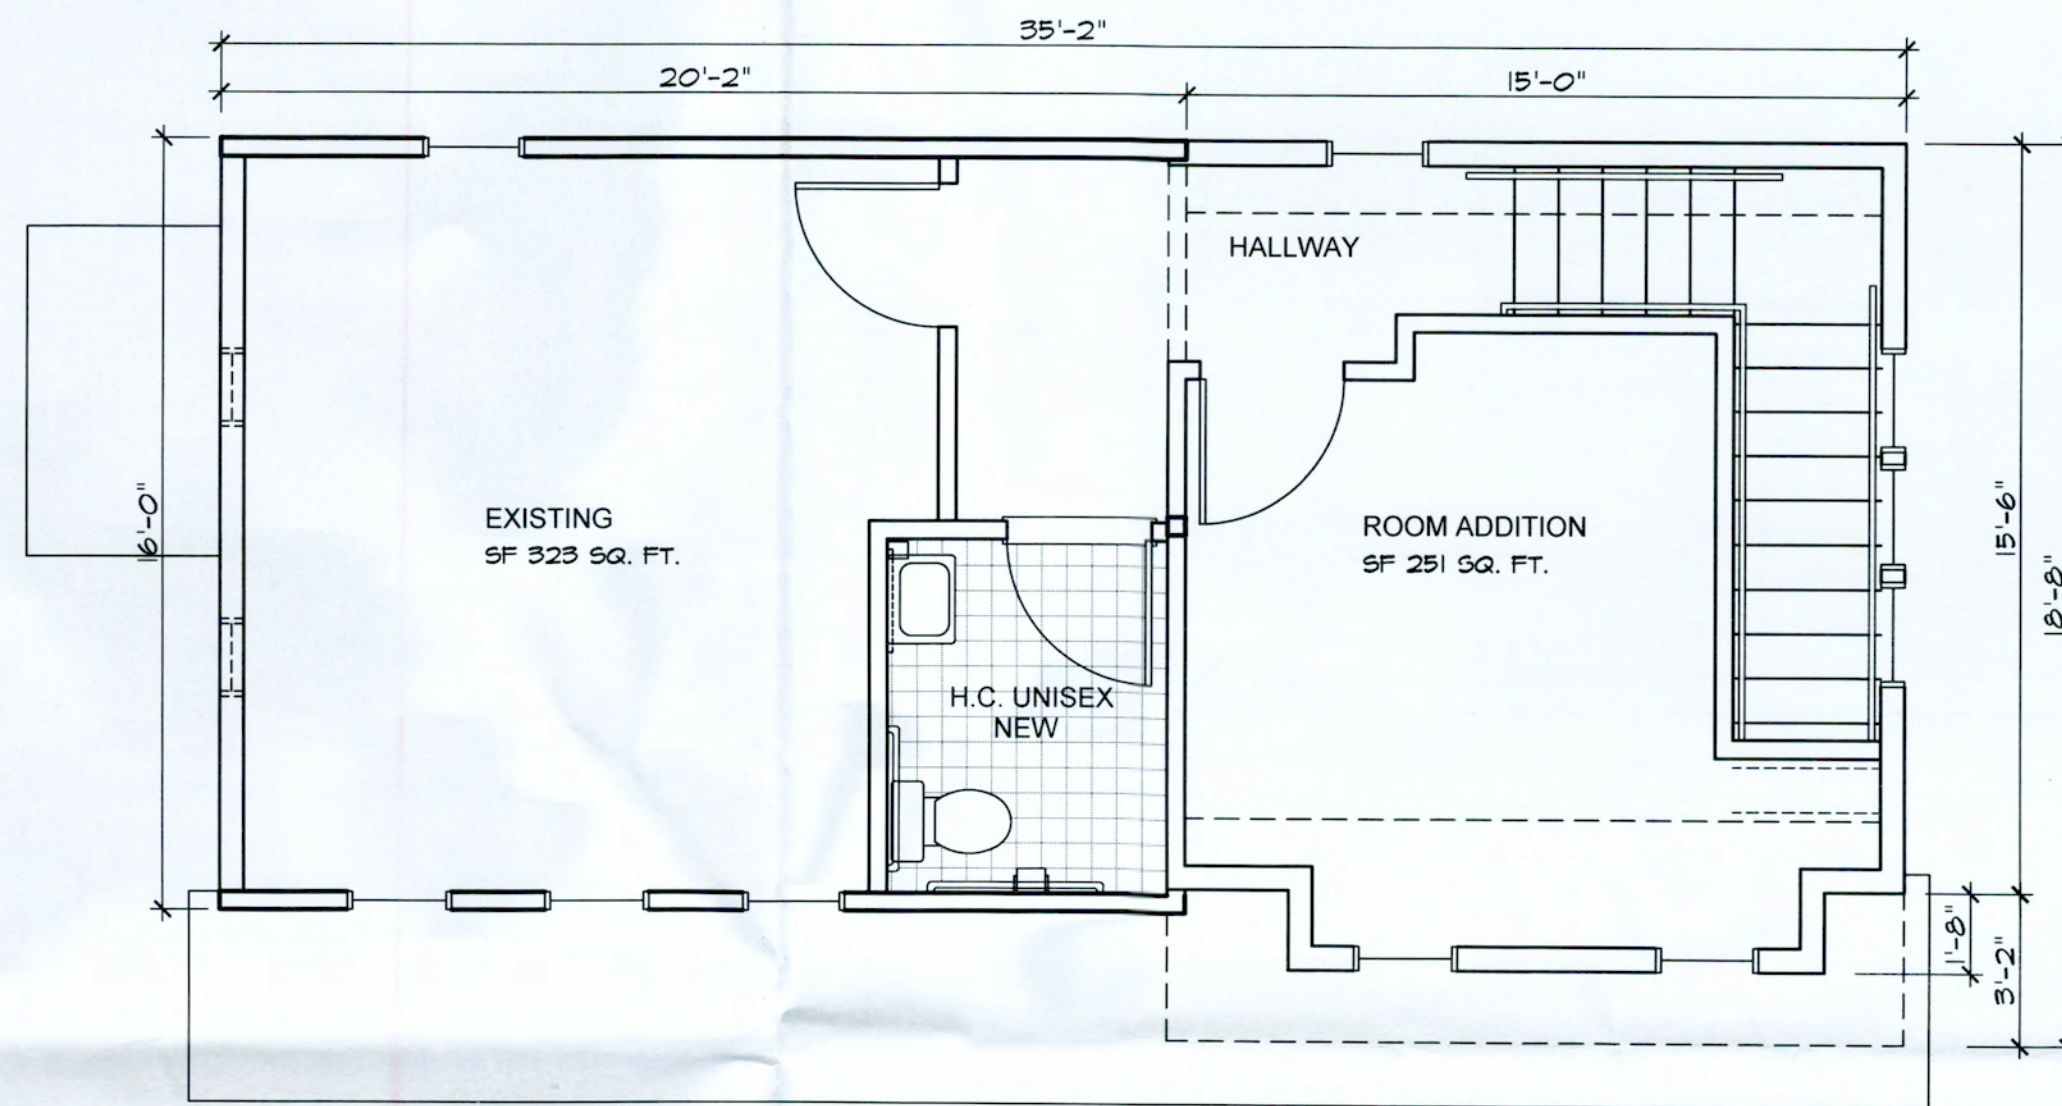 35'-2"
20'-2"
15'-0"
HALLWAY
16'-0"
EXISTING
SF 323 SQ. FT.
ROOM ADDITION
SF 251 SQ. FT.
15'-6"
18'-8"
H.C. UNISEX
NEW
1'-8"
3'-2"